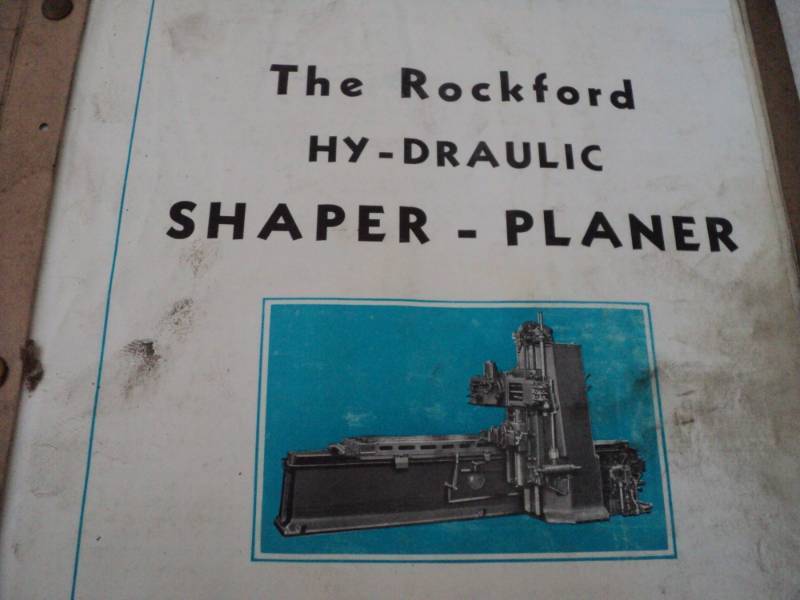 The Rockford
HY-DRAULIC
SHAPER - PLANER